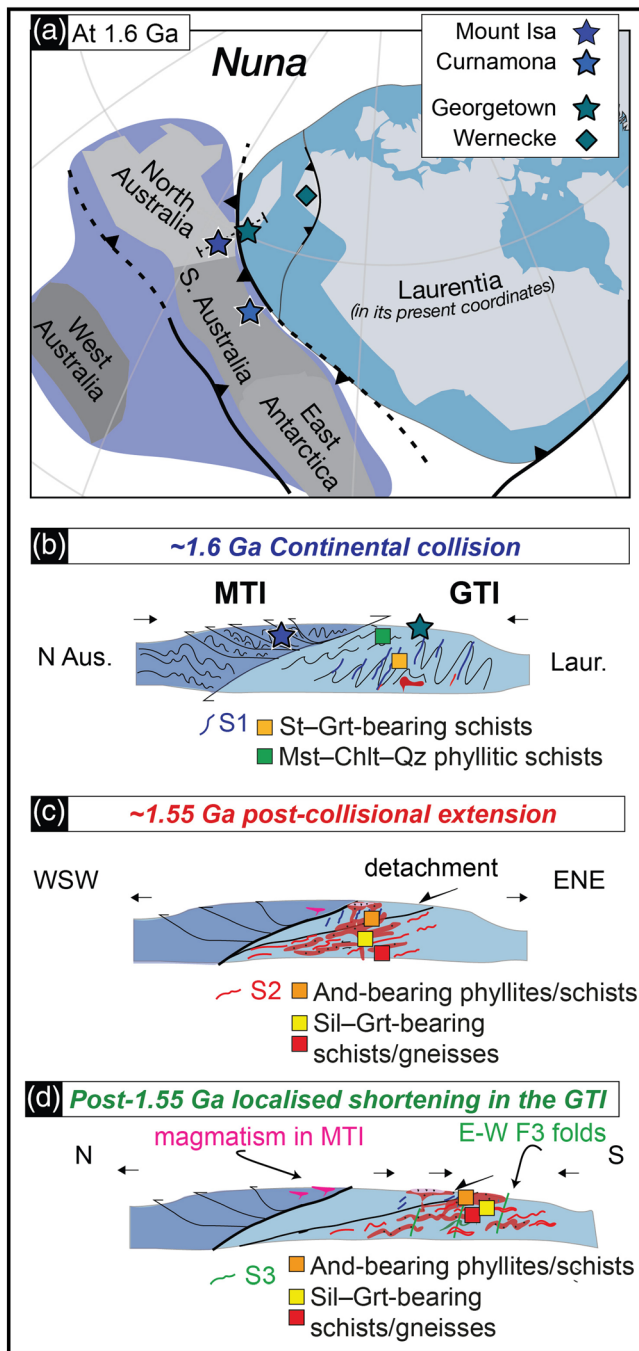 (a) At 1.6 Ga
Nuna
Mount Isa
Curnamona
Georgetown
Wernecke
North
Australia
S. Australia
West
Australia
East
Antarctica
Laurentia
(in its present coordinates)
(b) ~1.6 Ga Continental collision
MTI GTI
N Aus. Laur.
S1 St–Grt-bearing schists
Mst–Chlt–Qz phyllitic schists
(c) ~1.55 Ga post-collisional extension
detachment
WSW ENE
S2 And-bearing phyllites/schists
Sil–Grt-bearing
schists/gneisses
(d) Post-1.55 Ga localised shortening in the GTI
magmatism in MTI E-W F3 folds
N S
S3 And-bearing phyllites/schists
Sil–Grt-bearing
schists/gneisses